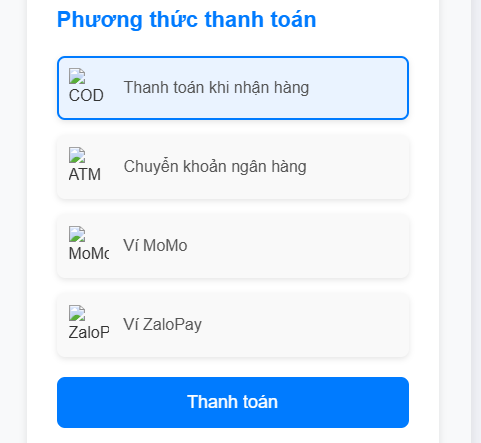 Phương thức thanh toán
COD
Thanh toán khi nhận hàng
ATM
Chuyển khoản ngân hàng
MoMo
Ví MoMo
ZaloP
Ví ZaloPay
Thanh toán